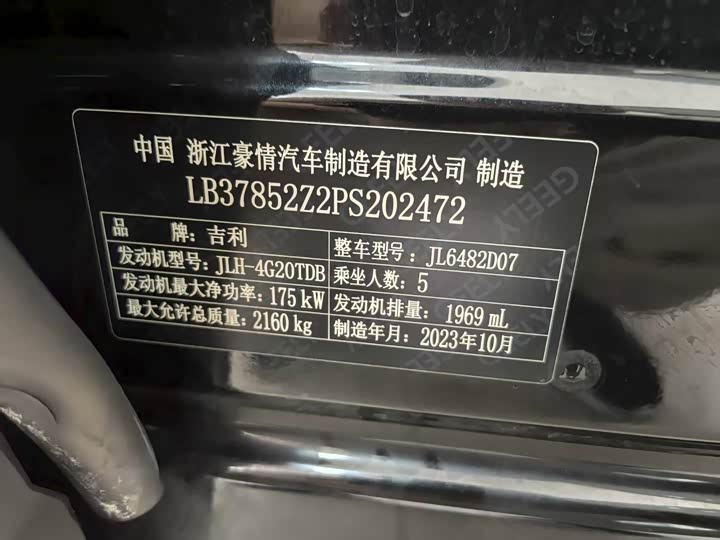 中国 浙江豪情汽车制造有限公司 制造
LB37852Z2PS202472
品 牌：吉利
整车型号：JL6482D07
发动机型号：JLH-4G20TDB
乘坐人数：5
发动机最大净功率：175 kW
发动机排量：1969 mL
最大允许总质量：2160 kg
制造年月：2023年10月
GEELY